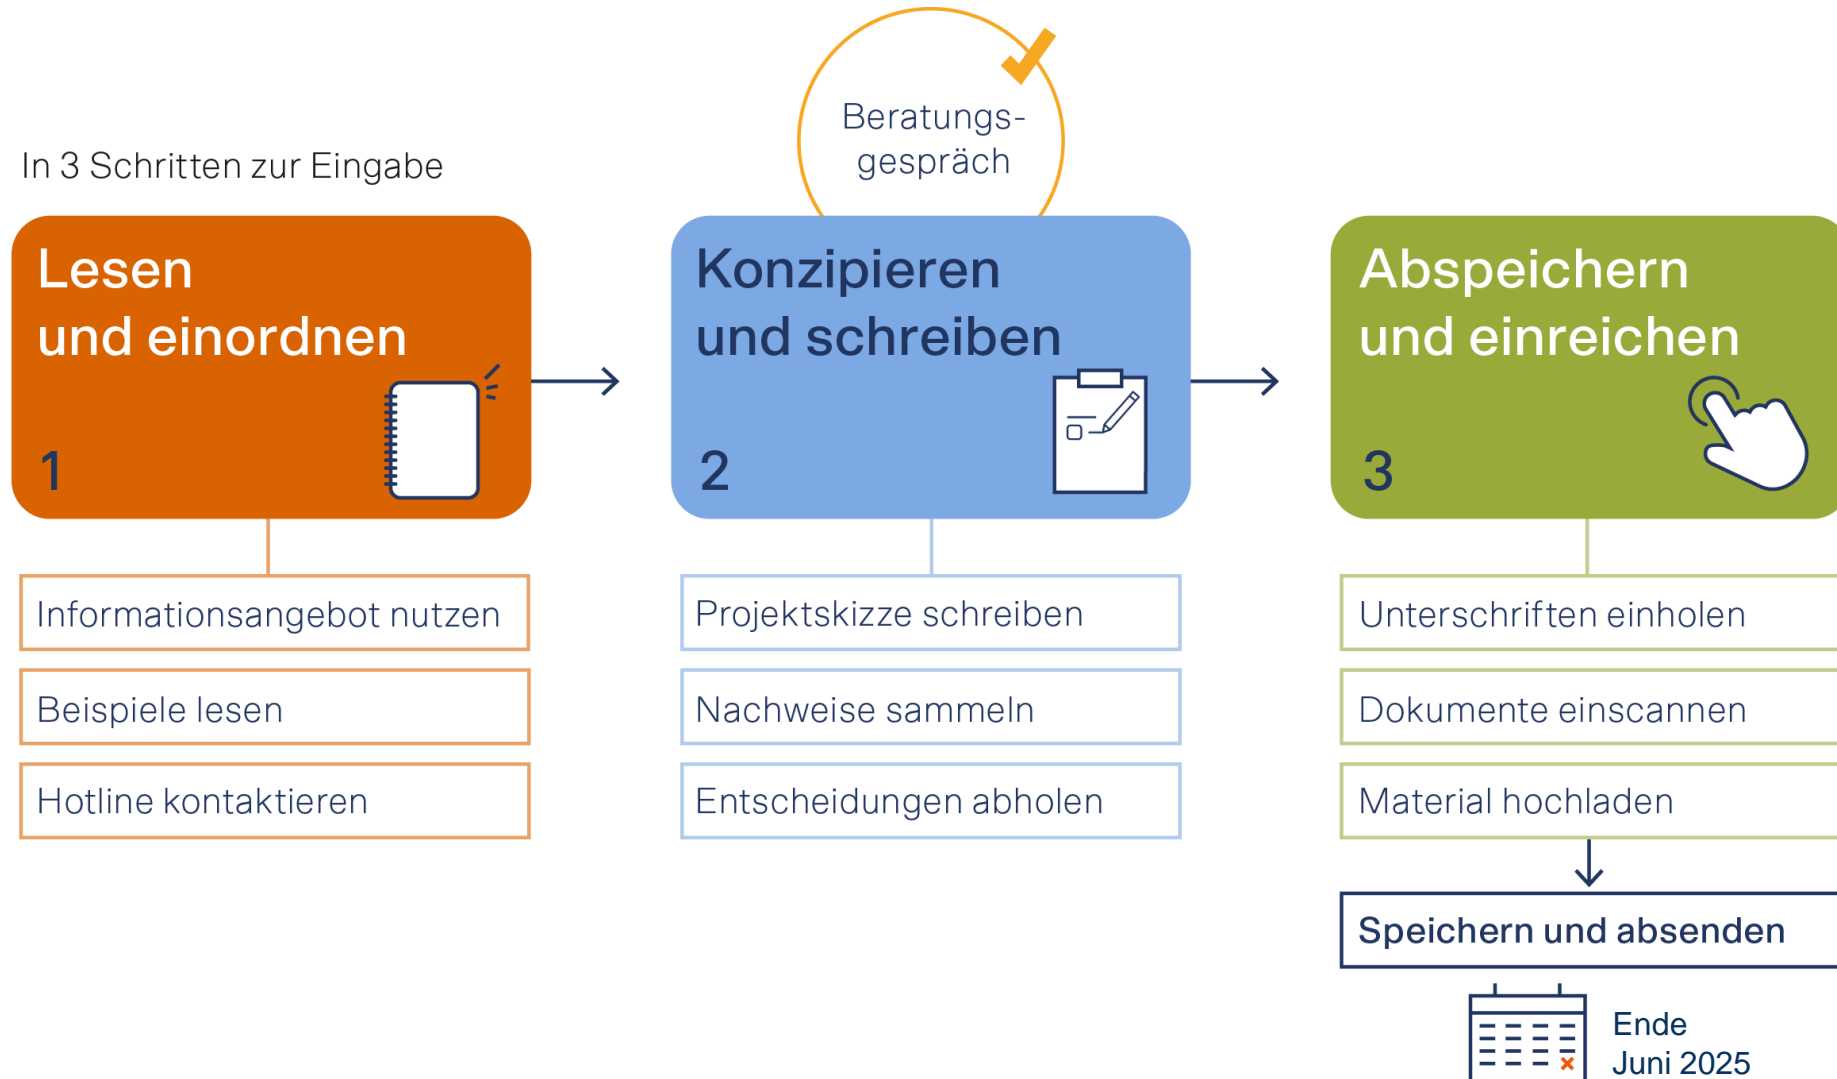 In 3 Schritten zur Eingabe
Beratungs-
gespräch
Lesen
und einordnen
1
Informationsangebot nutzen
Beispiele lesen
Hotline kontaktieren
Konzipieren
und schreiben
2
Projektskizze schreiben
Nachweise sammeln
Entscheidungen abholen
Abspeichern
und einreichen
3
Unterschriften einholen
Dokumente einscannen
Material hochladen
Speichern und absenden
Ende
Juni 2025